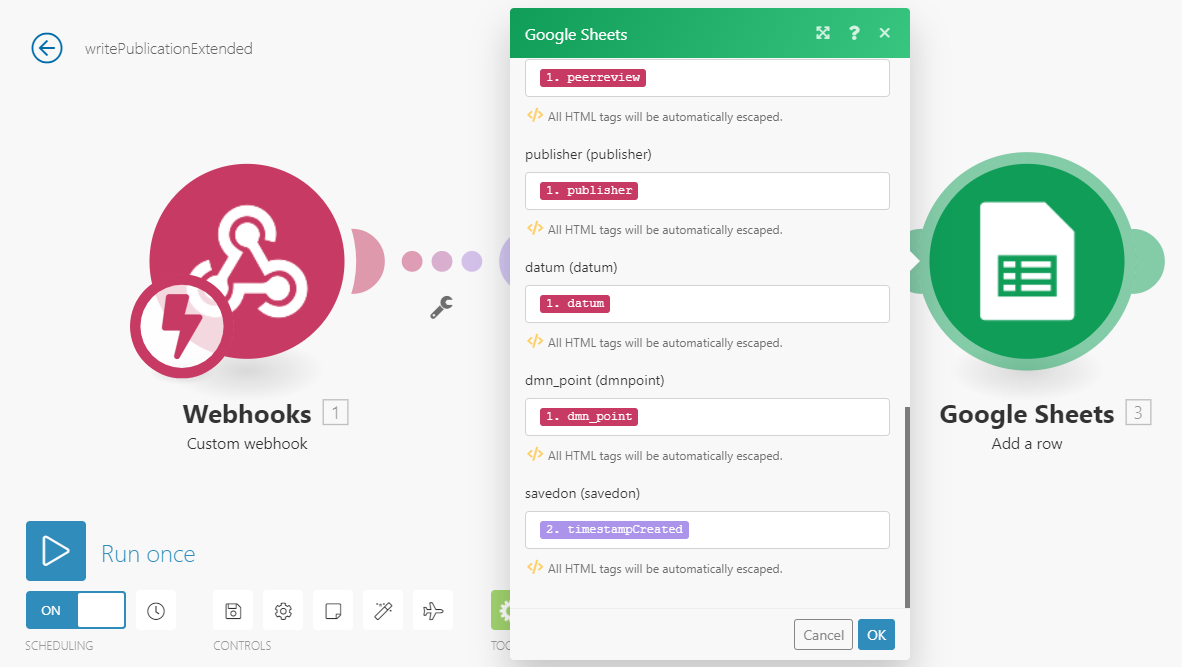 writePublicationExtended
Google Sheets
?
1. peerreview
</> All HTML tags will be automatically escaped.
publisher (publisher)
1. publisher
</> All HTML tags will be automatically escaped.
datum (datum)
1. datum
</> All HTML tags will be automatically escaped.
dmn_point (dmnpoint)
1. dmn_point
</> All HTML tags will be automatically escaped.
savedon (savedon)
2. timestampCreated
</> All HTML tags will be automatically escaped.
Cancel
OK
Webhooks 1
Custom webhook
Google Sheets 3
Add a row
Run once
ON
SCHEDULING
CONTROLS